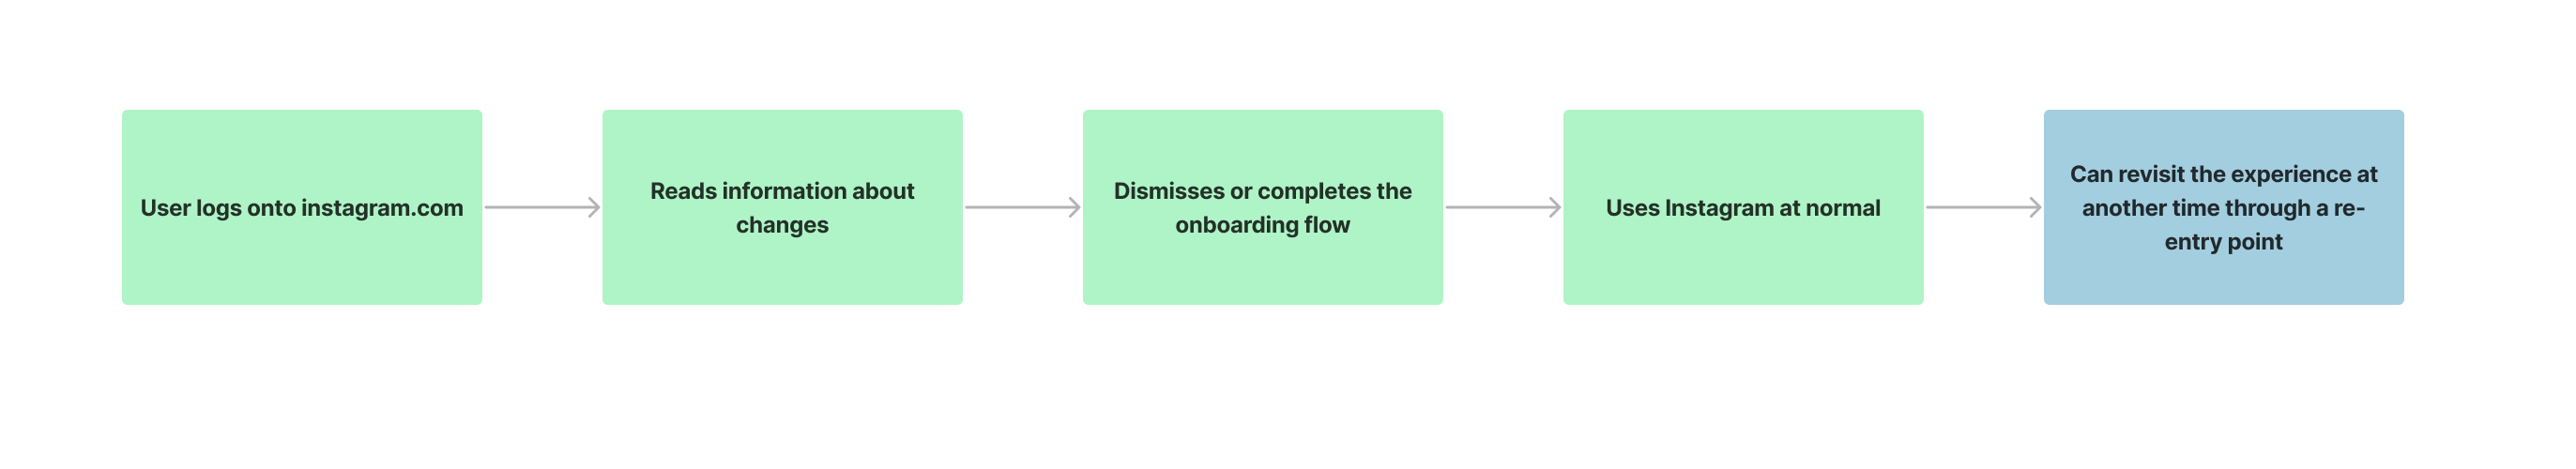 User logs onto instagram.com
Reads information about
changes
Dismisses or completes the
onboarding flow
Uses Instagram at normal
Can revisit the experience at
another time through a re-
entry point